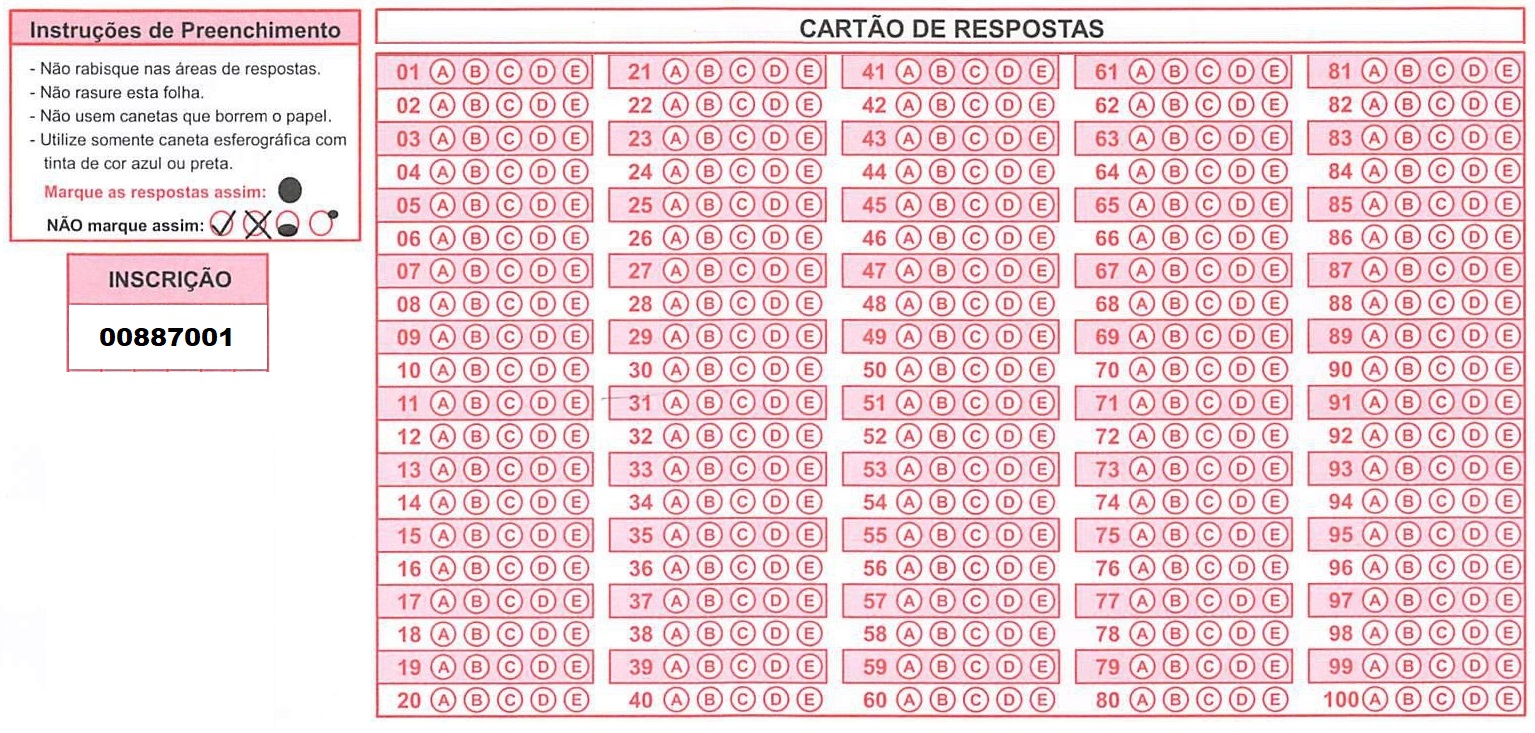 Instruções de Preenchimento
- Não rabisque nas áreas de respostas.
- Não rasure esta folha.
- Não usem canetas que borrem o papel.
- Utilize somente caneta esferográfica com
tinta de cor azul ou preta.
Marque as respostas assim:
NÃO marque assim:
INSCRIÇÃO
00887001
CARTÃO DE RESPOSTAS
01 A B C D E 21 A B C D E 41 A B C D E 61 A B C D E 81 A B C D E
02 A B C D E 22 A B C D E 42 A B C D E 62 A B C D E 82 A B C D E
03 A B C D E 23 A B C D E 43 A B C D E 63 A B C D E 83 A B C D E
04 A B C D E 24 A B C D E 44 A B C D E 64 A B C D E 84 A B C D E
05 A B C D E 25 A B C D E 45 A B C D E 65 A B C D E 85 A B C D E
06 A B C D E 26 A B C D E 46 A B C D E 66 A B C D E 86 A B C D E
07 A B C D E 27 A B C D E 47 A B C D E 67 A B C D E 87 A B C D E
08 A B C D E 28 A B C D E 48 A B C D E 68 A B C D E 88 A B C D E
09 A B C D E 29 A B C D E 49 A B C D E 69 A B C D E 89 A B C D E
10 A B C D E 30 A B C D E 50 A B C D E 70 A B C D E 90 A B C D E
11 A B C D E 31 A B C D E 51 A B C D E 71 A B C D E 91 A B C D E
12 A B C D E 32 A B C D E 52 A B C D E 72 A B C D E 92 A B C D E
13 A B C D E 33 A B C D E 53 A B C D E 73 A B C D E 93 A B C D E
14 A B C D E 34 A B C D E 54 A B C D E 74 A B C D E 94 A B C D E
15 A B C D E 35 A B C D E 55 A B C D E 75 A B C D E 95 A B C D E
16 A B C D E 36 A B C D E 56 A B C D E 76 A B C D E 96 A B C D E
17 A B C D E 37 A B C D E 57 A B C D E 77 A B C D E 97 A B C D E
18 A B C D E 38 A B C D E 58 A B C D E 78 A B C D E 98 A B C D E
19 A B C D E 39 A B C D E 59 A B C D E 79 A B C D E 99 A B C D E
20 A B C D E 40 A B C D E 60 A B C D E 80 A B C D E 100 A B C D E